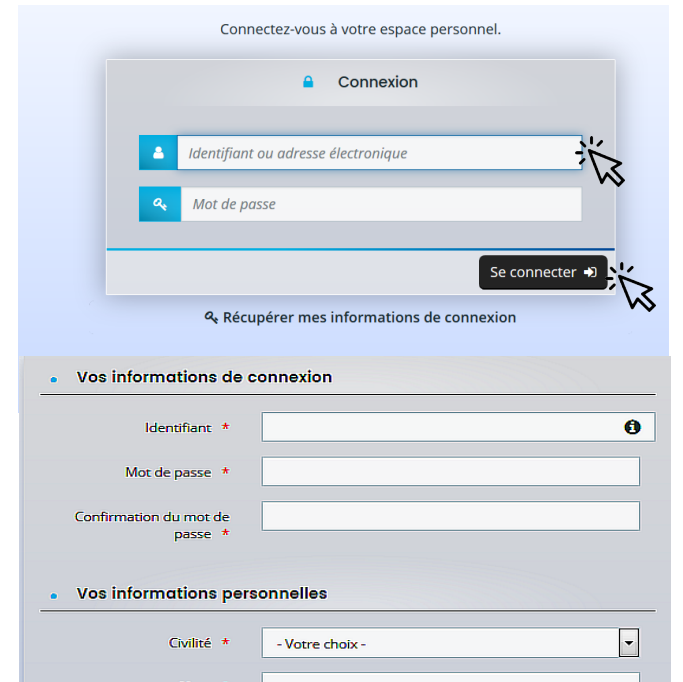 Connectez-vous à votre espace personnel.
Connexion
Identifiant ou adresse électronique
Mot de passe
Se connecter
Récupérer mes informations de connexion
Vos informations de connexion
Identifiant *
Mot de passe *
Confirmation du mot de
passe *
Vos informations personnelles
Civilité * - Votre choix -